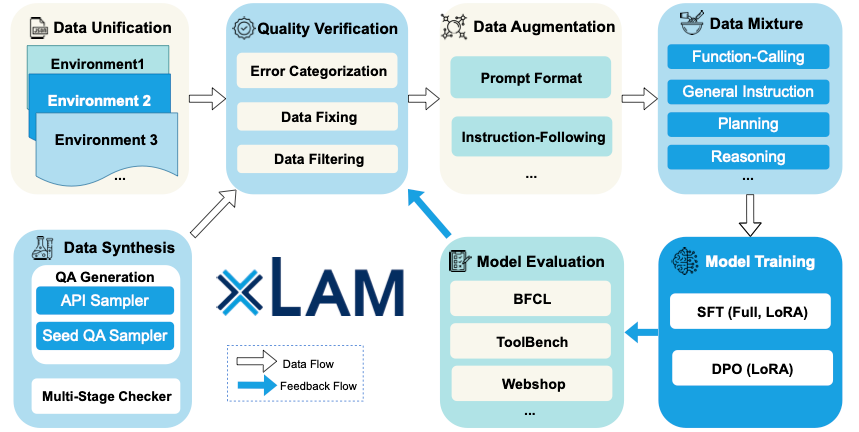 Data Unification
Environment1
Environment 2
Environment 3
...
Quality Verification
Error Categorization
Data Fixing
Data Filtering
Data Augmentation
Prompt Format
Instruction-Following
...
Data Mixture
Function-Calling
General Instruction
Planning
Reasoning
...
Data Synthesis
QA Generation
API Sampler
Seed QA Sampler
Multi-Stage Checker
xLAM
Data Flow
Feedback Flow
Model Evaluation
BFCL
ToolBench
Webshop
...
Model Training
SFT (Full, LoRA)
DPO (LoRA)